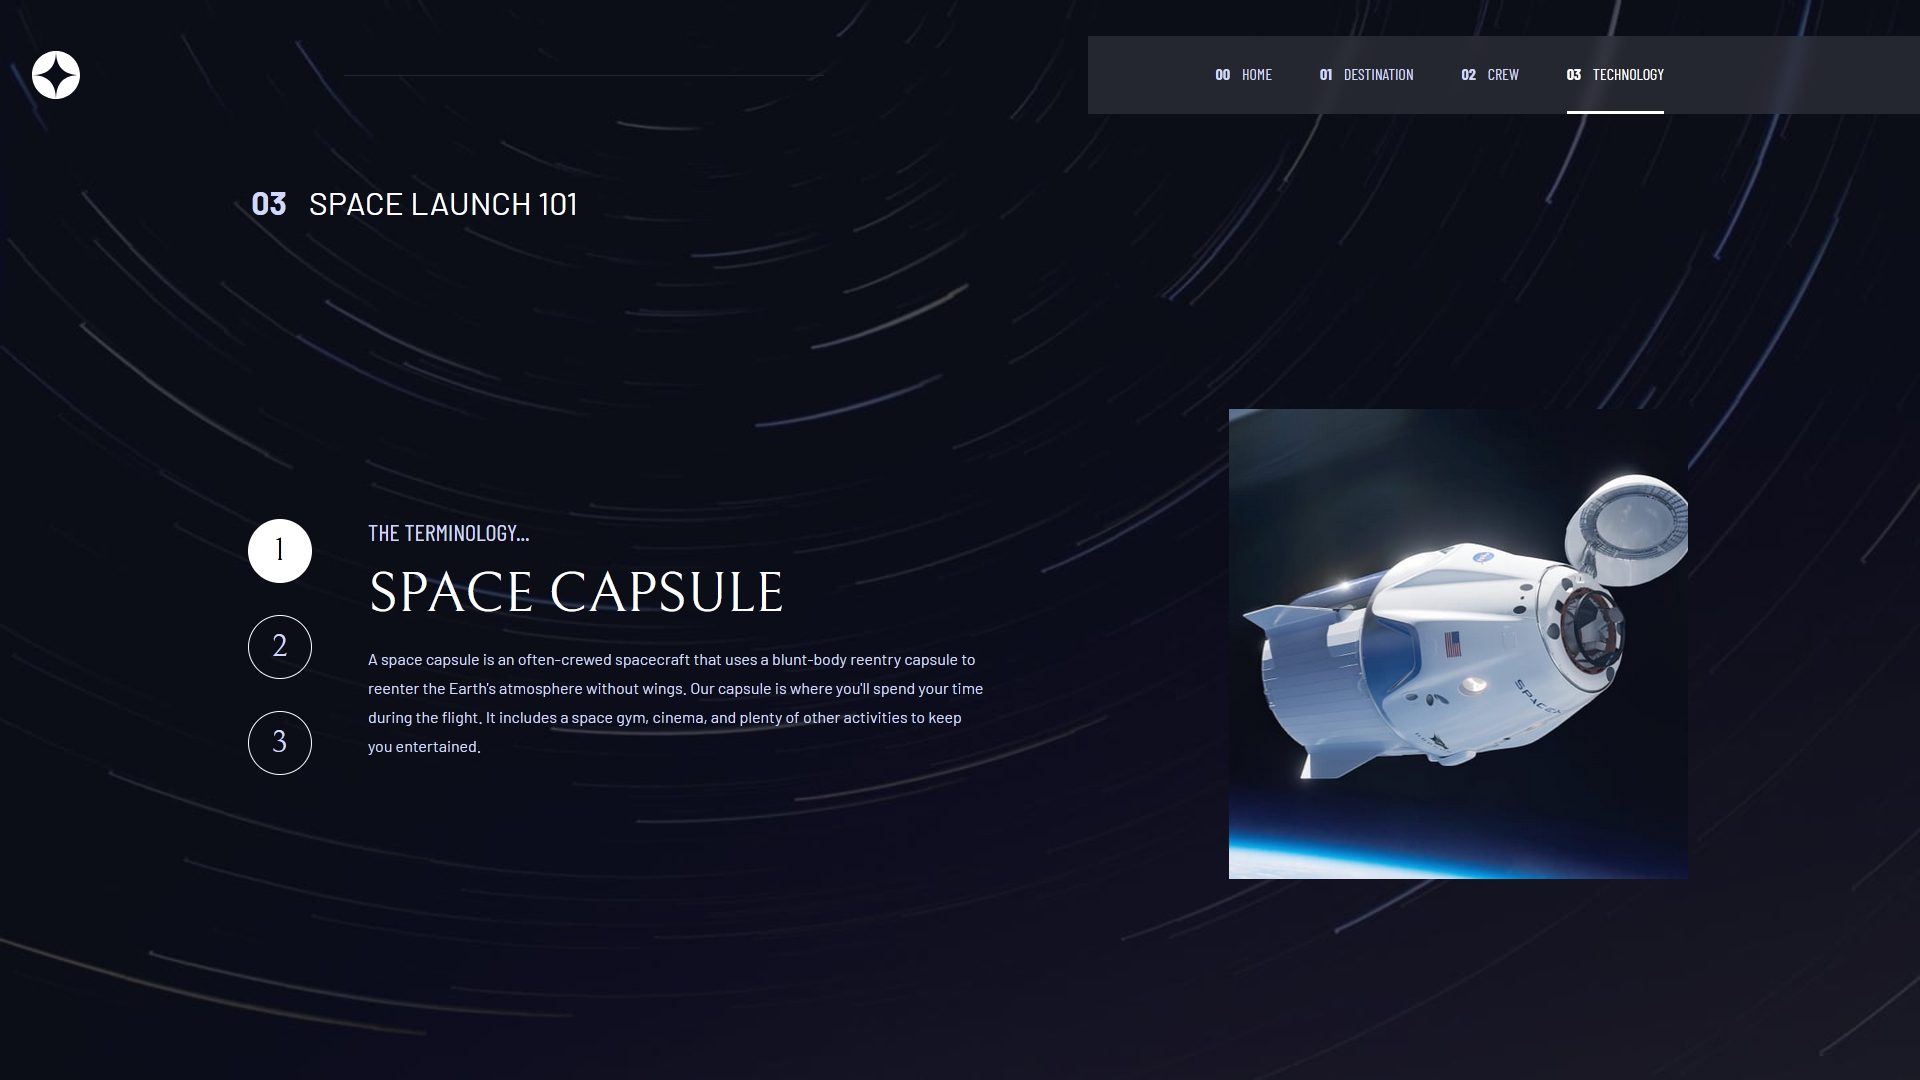 00 HOME 01 DESTINATION 02 CREW 03 TECHNOLOGY
03 SPACE LAUNCH 101
1
2
3
THE TERMINOLOGY...
SPACE CAPSULE
A space capsule is an often-crewed spacecraft that uses a blunt-body reentry capsule to
reenter the Earth's atmosphere without wings. Our capsule is where you'll spend your time
during the flight. It includes a space gym, cinema, and plenty of other activities to keep
you entertained.
SPACEX